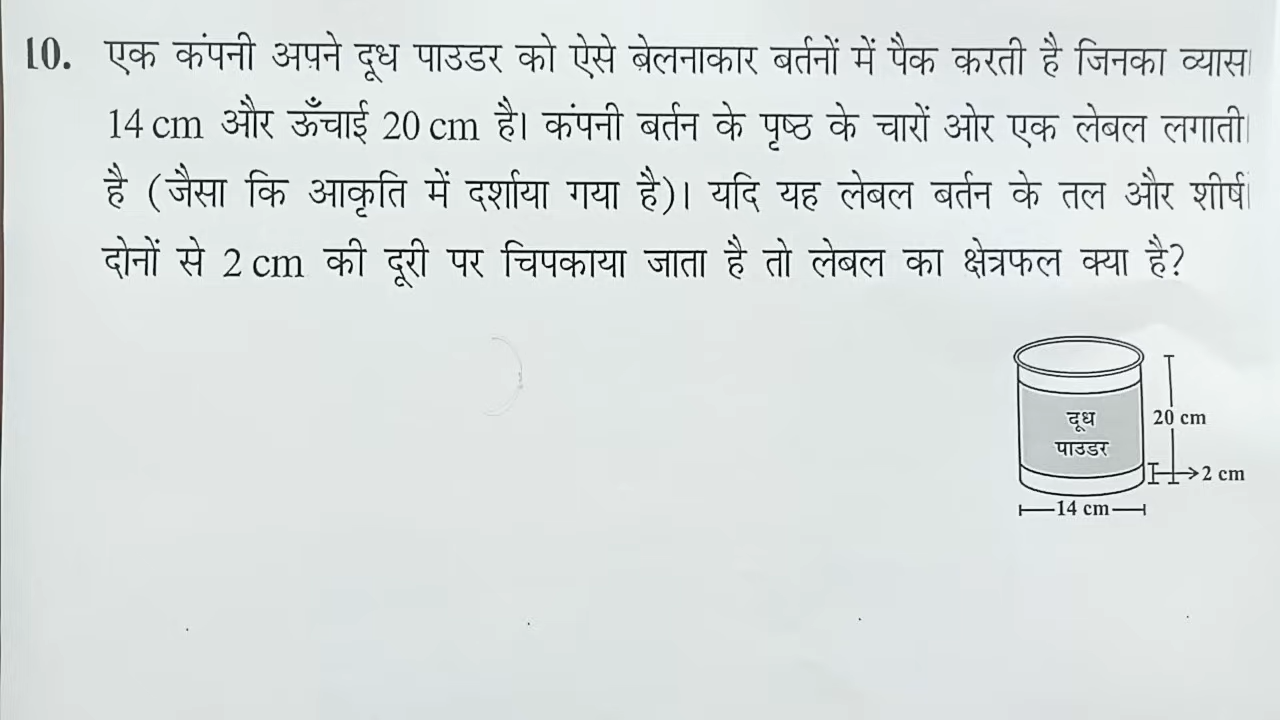 10. एक कंपनी अपने दूध पाउडर को ऐसे बेलनाकार बर्तनों में पैक करती है जिनका व्यास
14 cm और ऊँचाई 20 cm है। कंपनी बर्तन के पृष्ठ के चारों ओर एक लेबल लगाती
है (जैसा कि आकृति में दर्शाया गया है)। यदि यह लेबल बर्तन के तल और शीर्ष
दोनों से 2 cm की दूरी पर चिपकाया जाता है तो लेबल का क्षेत्रफल क्या है?
दूध
20 cm
पाउडर
2 cm
14 cm